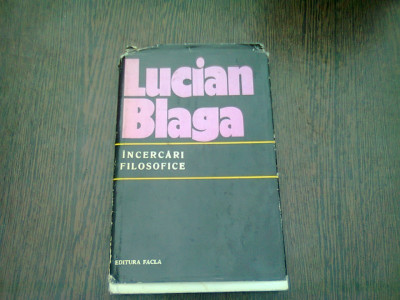 Lucian
Blaga
ÎNCERCĂRI
FILOSOFICE
EDITURA FACLA